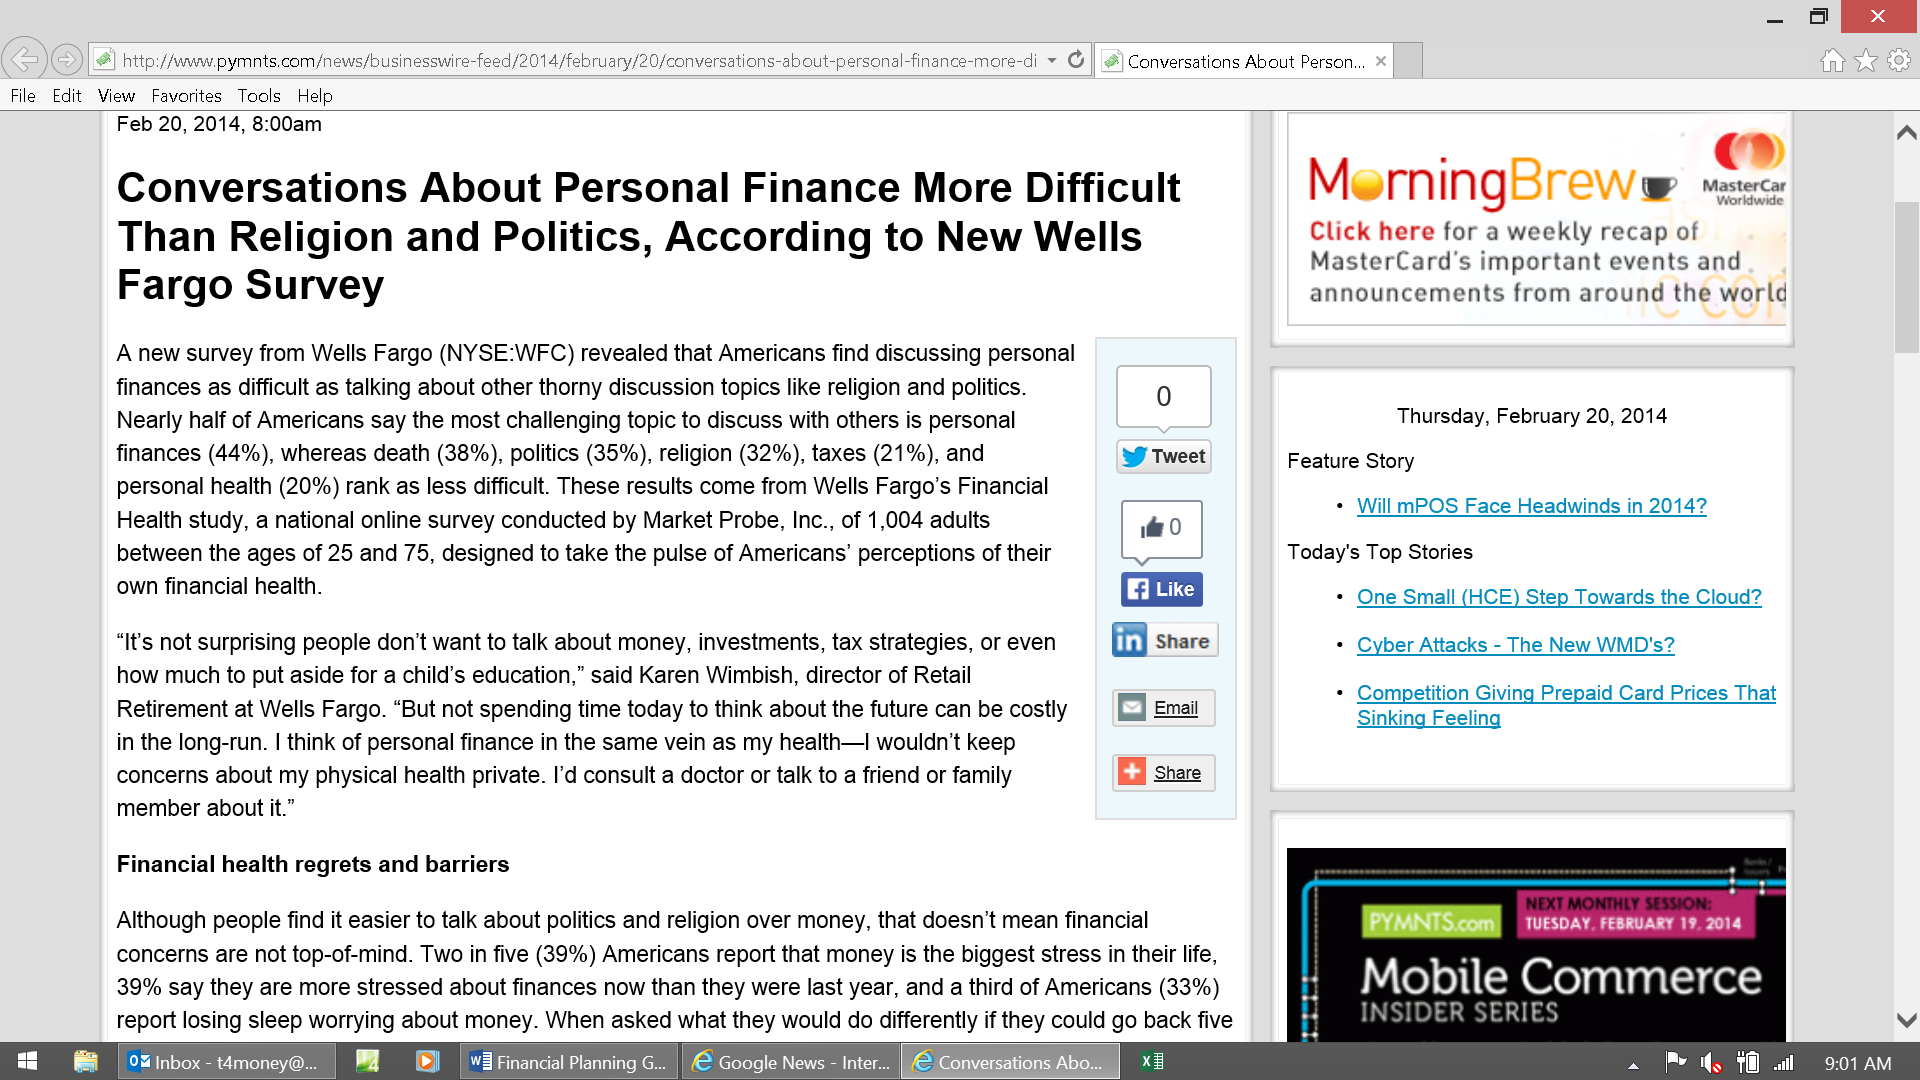 http://www.pymnts.com/news/businesswire-feed/2014/february/20/conversations-about-personal-finance-more-di
Conversations About Person...
File Edit View Favorites Tools Help
Feb 20, 2014, 8:00am
Conversations About Personal Finance More Difficult
Than Religion and Politics, According to New Wells
Fargo Survey
A new survey from Wells Fargo (NYSE:WFC) revealed that Americans find discussing personal
finances as difficult as talking about other thorny discussion topics like religion and politics.
Nearly half of Americans say the most challenging topic to discuss with others is personal
finances (44%), whereas death (38%), politics (35%), religion (32%), taxes (21%), and
personal health (20%) rank as less difficult. These results come from Wells Fargo’s Financial
Health study, a national online survey conducted by Market Probe, Inc., of 1,004 adults
between the ages of 25 and 75, designed to take the pulse of Americans’ perceptions of their
own financial health.
“It’s not surprising people don’t want to talk about money, investments, tax strategies, or even
how much to put aside for a child’s education,” said Karen Wimbish, director of Retail
Retirement at Wells Fargo. “But not spending time today to think about the future can be costly
in the long-run. I think of personal finance in the same vein as my health—I wouldn’t keep
concerns about my physical health private. I’d consult a doctor or talk to a friend or family
member about it.”
Financial health regrets and barriers
Although people find it easier to talk about politics and religion over money, that doesn’t mean financial
concerns are not top-of-mind. Two in five (39%) Americans report that money is the biggest stress in their life,
39% say they are more stressed about finances now than they were last year, and a third of Americans (33%)
report losing sleep worrying about money. When asked what they would do differently if they could go back five
0
Tweet
0
Like
in Share
Email
Share
MorningBrew
MasterCar
Worldwide
Click here for a weekly recap of
MasterCard's important events and
announcements from around the world
Thursday, February 20, 2014
Feature Story
• Will mPOS Face Headwinds in 2014?
Today's Top Stories
• One Small (HCE) Step Towards the Cloud?
• Cyber Attacks - The New WMD's?
• Competition Giving Prepaid Card Prices That
Sinking Feeling
PYMNTS.com
NEXT MONTHLY SESSION:
TUESDAY, FEBRUARY 19, 2014
Mobile Commerce
INSIDER SERIES
Inbox - t4money@...
Financial Planning G...
Google News - Inter...
Conversations Abo...
9:01 AM